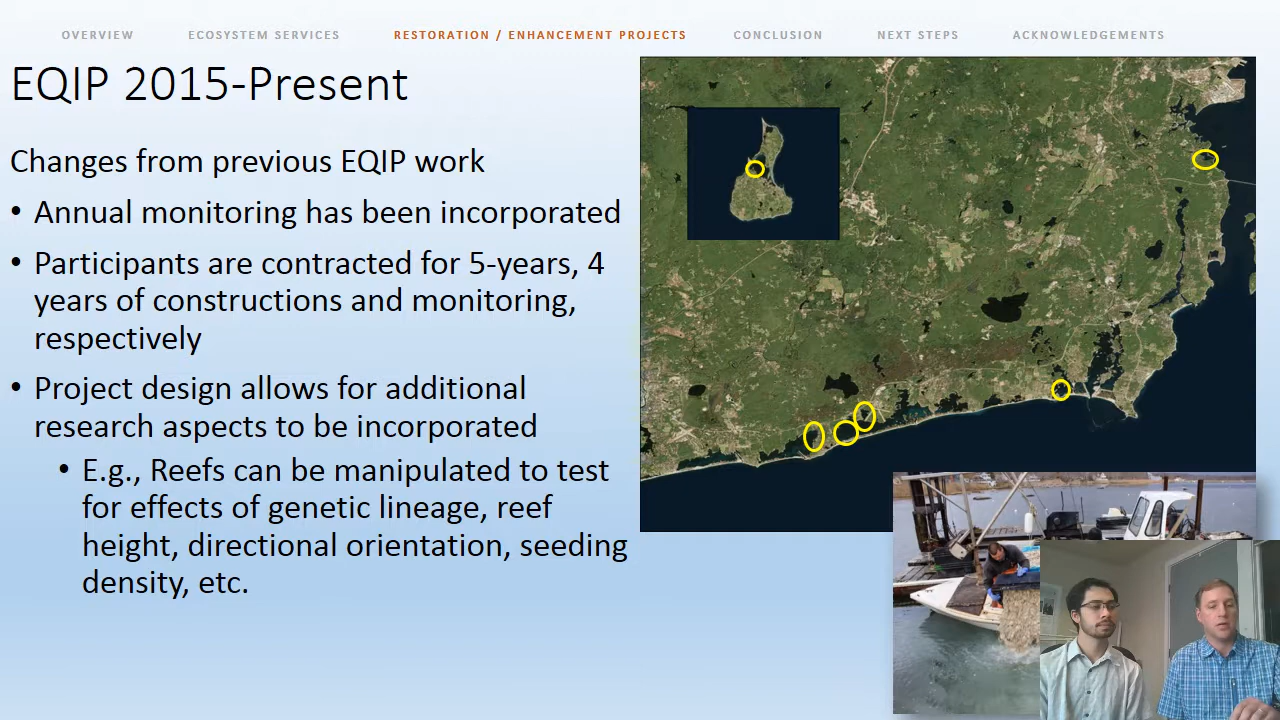 OVERVIEW ECOSYSTEM SERVICES RESTORATION / ENHANCEMENT PROJECTS CONCLUSION NEXT STEPS ACKNOWLEDGEMENTS
EQIP 2015-Present
Changes from previous EQIP work
• Annual monitoring has been incorporated
• Participants are contracted for 5-years, 4
years of constructions and monitoring,
respectively
• Project design allows for additional
research aspects to be incorporated
• E.g., Reefs can be manipulated to test
for effects of genetic lineage, reef
height, directional orientation, seeding
density, etc.